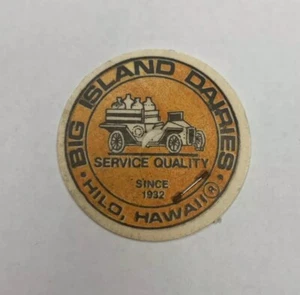 BIG ISLAND DAIRIES
SERVICE QUALITY
SINCE
1932
HILO, HAWAII®